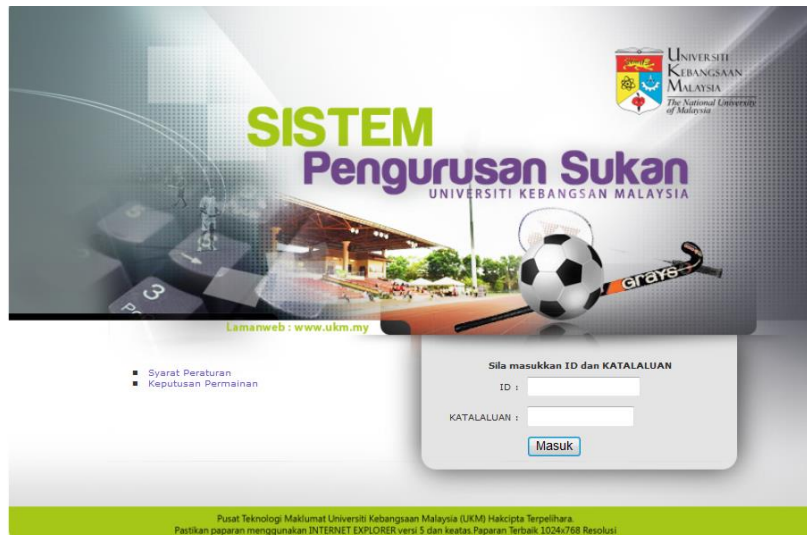 UNIVERSITI
KEBANGSAAN
MALAYSIA
The National University
of Malaysia
SISTEM
Pengurusan Sukan
UNIVERSITI KEBANGSAN MALAYSIA
3
GRAYS
Lamanweb : www.ukm.my
Syarat Peraturan
Keputusan Permainan
Sila masukkan ID dan KATALALUAN
ID :
KATALALUAN :
Masuk
Pusat Teknologi Maklumat Universiti Kebangsaan Malaysia (UKM) Hakcipta Terpelihara.
Pastikan paparan menggunakan INTERNET EXPLORER versi 5 dan keatas.Paparan Terbaik 1024x768 Resolusi